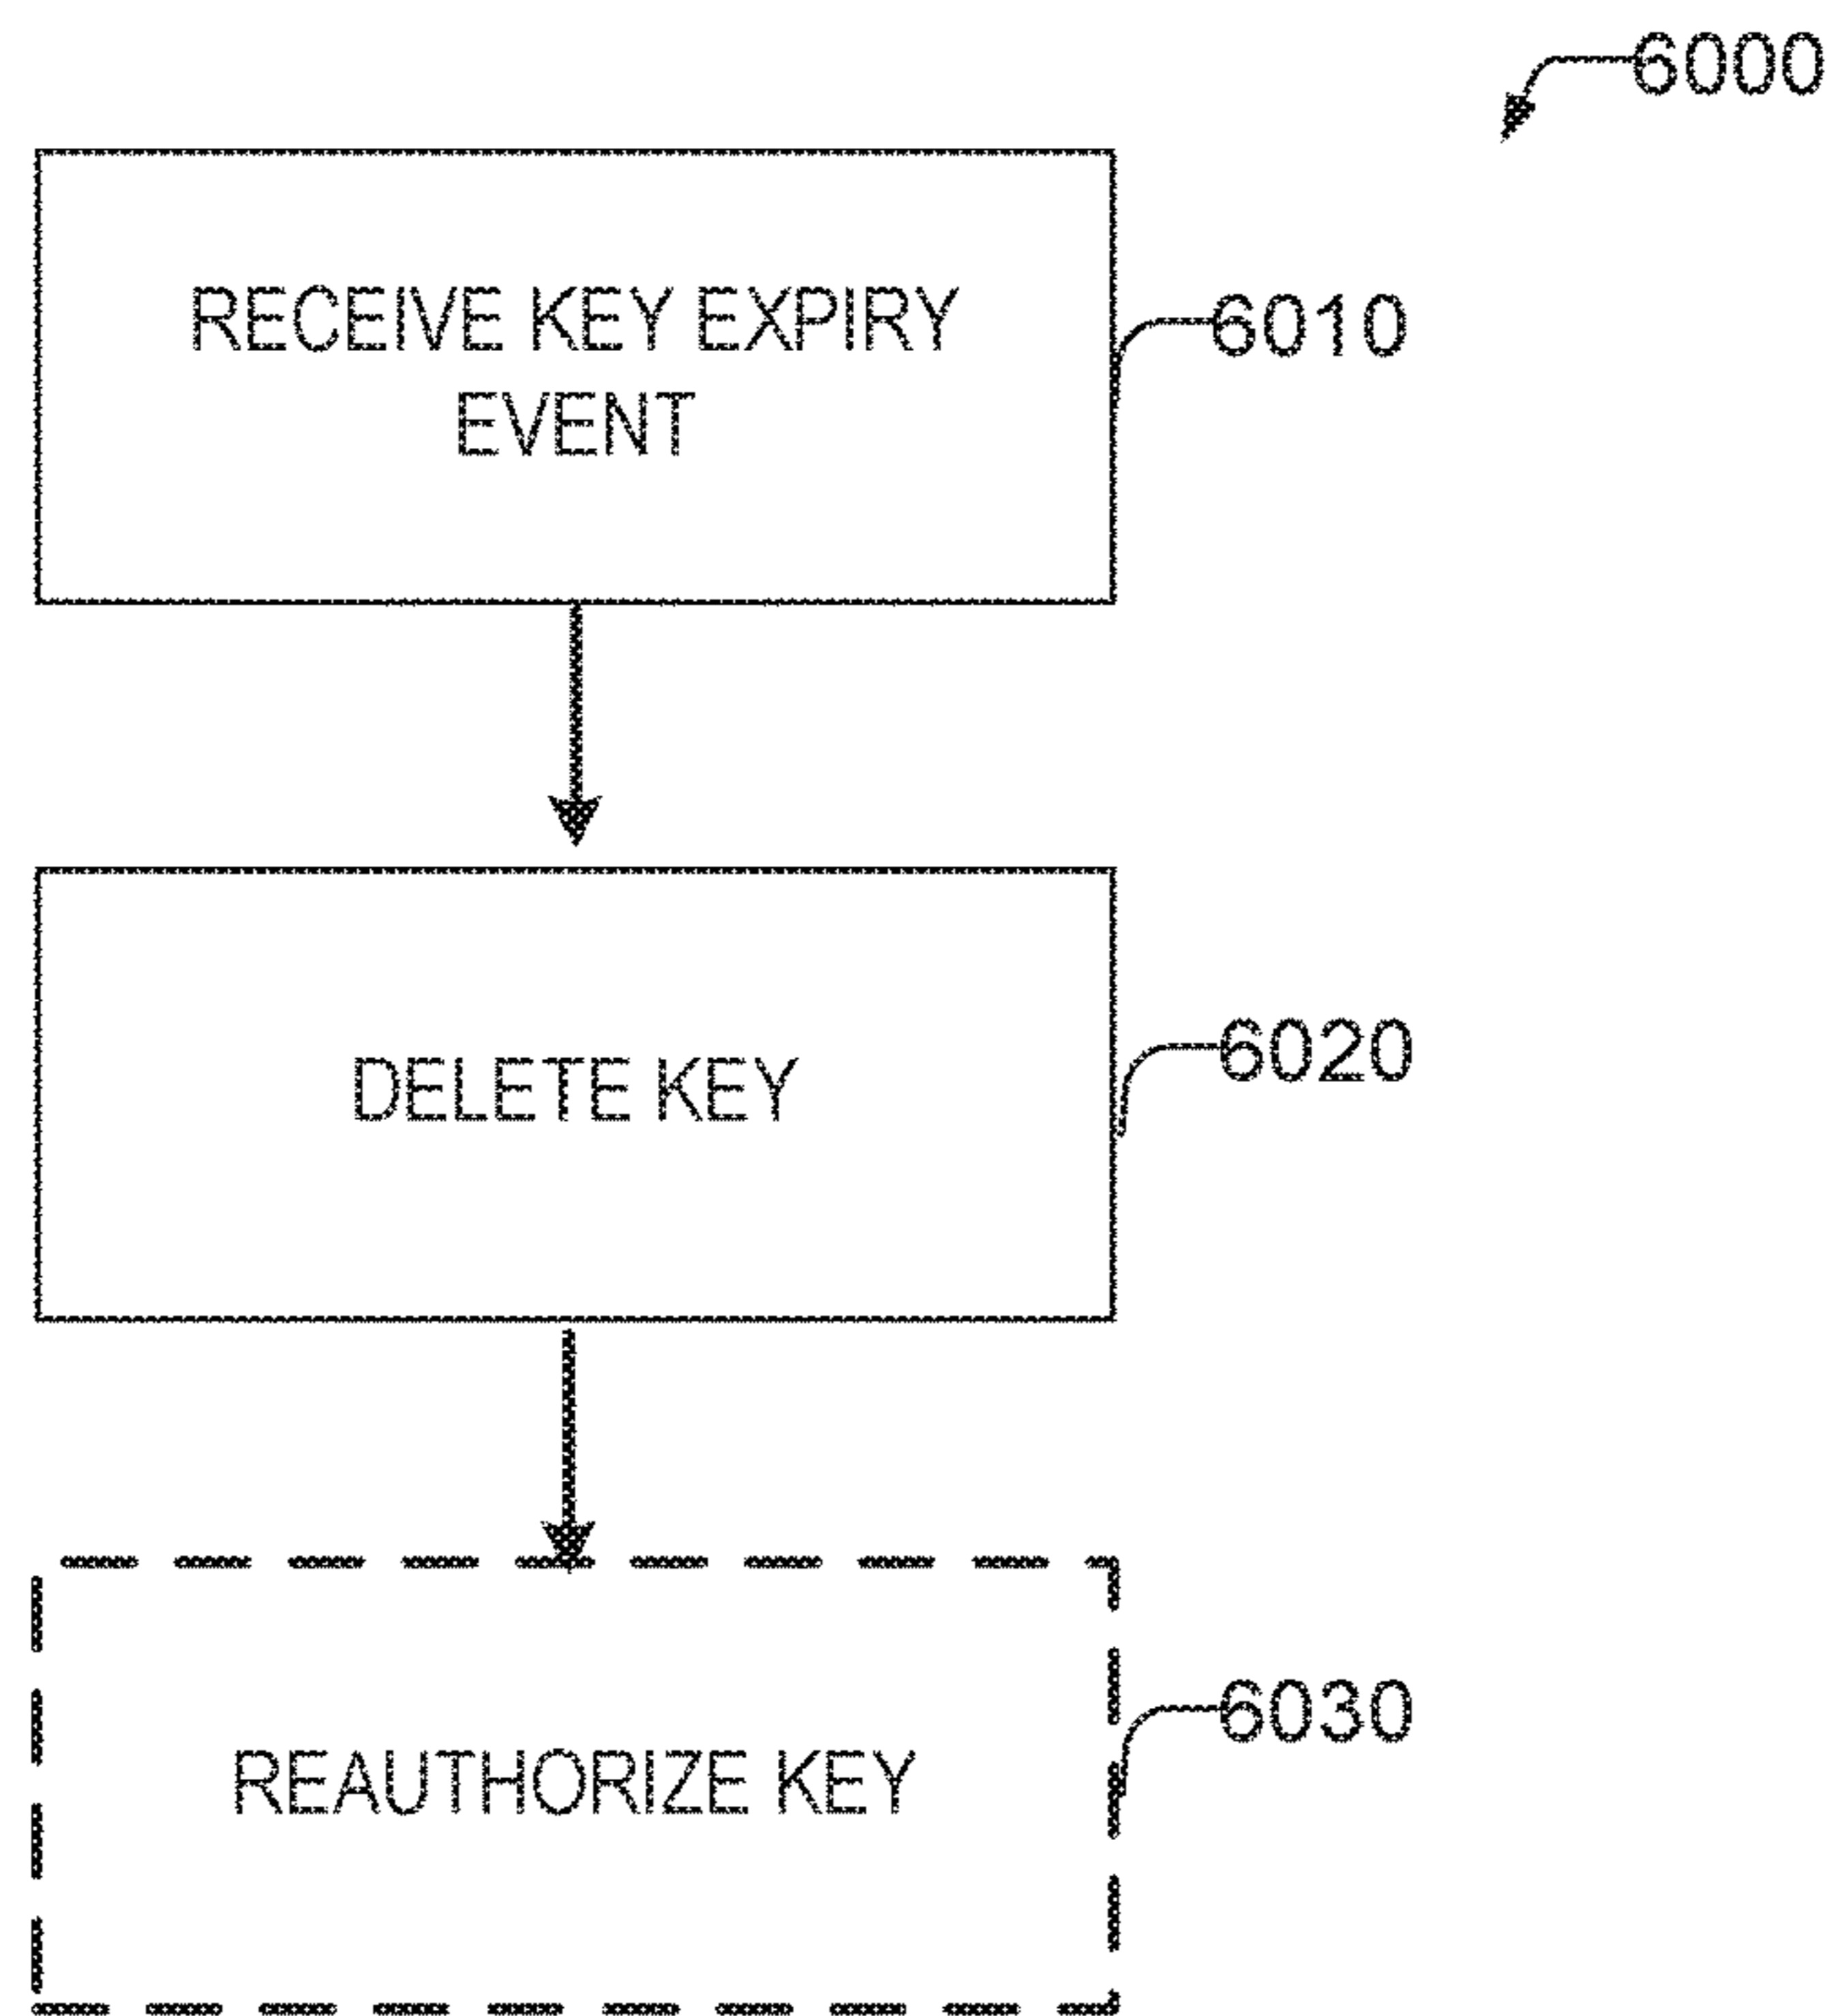 6000
RECEIVE KEY EXPIRY
EVENT
6010
DELETE KEY
6020
REAUTHORIZE KEY
6030